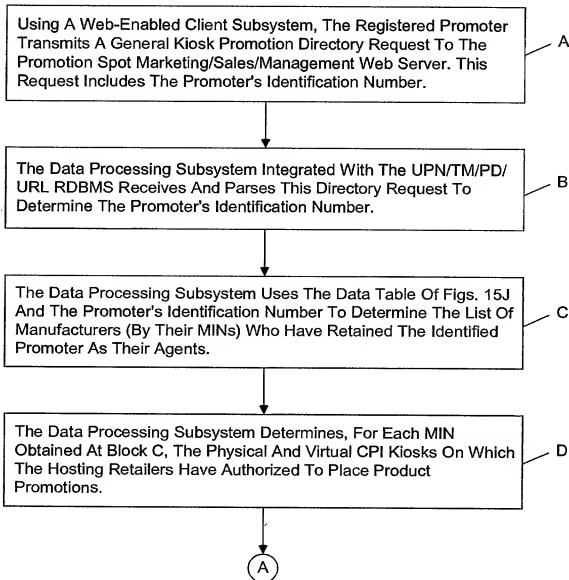 Using A Web-Enabled Client Subsystem, The Registered Promoter
Transmits A General Kiosk Promotion Directory Request To The
Promotion Spot Marketing/Sales/Management Web Server. This
Request Includes The Promoter's Identification Number.
A
The Data Processing Subsystem Integrated With The UPN/TM/PD/
URL RDBMS Receives And Parses This Directory Request To
Determine The Promoter's Identification Number.
B
The Data Processing Subsystem Uses The Data Table Of Figs. 15J
And The Promoter's Identification Number To Determine The List Of
Manufacturers (By Their MINs) Who Have Retained The Identified
Promoter As Their Agents.
C
The Data Processing Subsystem Determines, For Each MIN
Obtained At Block C, The Physical And Virtual CPI Kiosks On Which
The Hosting Retailers Have Authorized To Place Product
Promotions.
D
A